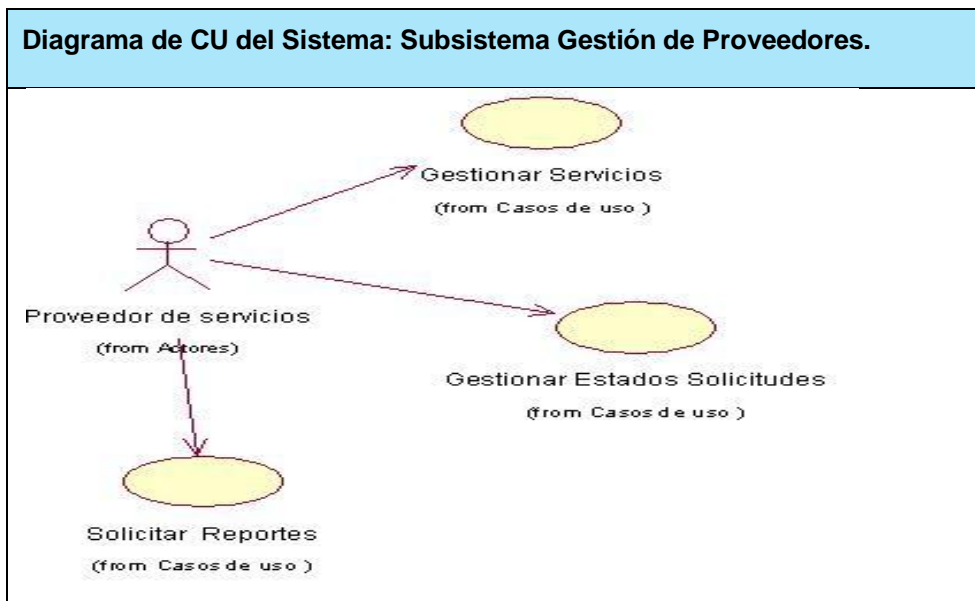 Diagrama de CU del Sistema: Subsistema Gestión de Proveedores.
Gestionar Servicios
(from Casos de uso )
Proveedor de servicios
(from Actores)
Gestionar Estados Solicitudes
(from Casos de uso )
Solicitar Reportes
(from Casos de uso )